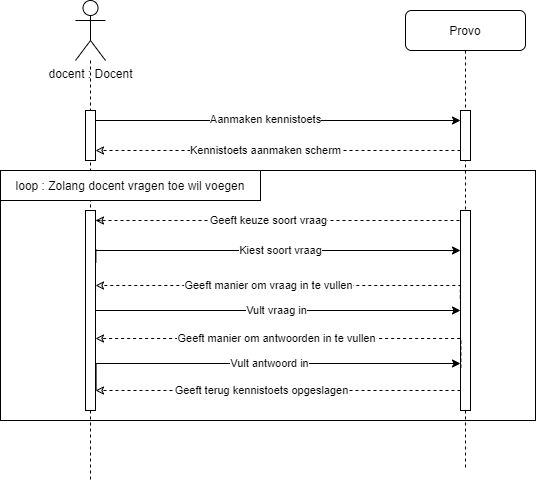 Provo
docent : Docent
Aanmaken kennistoets
Kennistoets aanmaken scherm
loop : Zolang docent vragen toe wil voegen
Geeft keuze soort vraag
Kiest soort vraag
Geeft manier om vraag in te vullen
Vult vraag in
Geeft manier om antwoorden in te vullen
Vult antwoord in
Geeft terug kennistoets opgeslagen